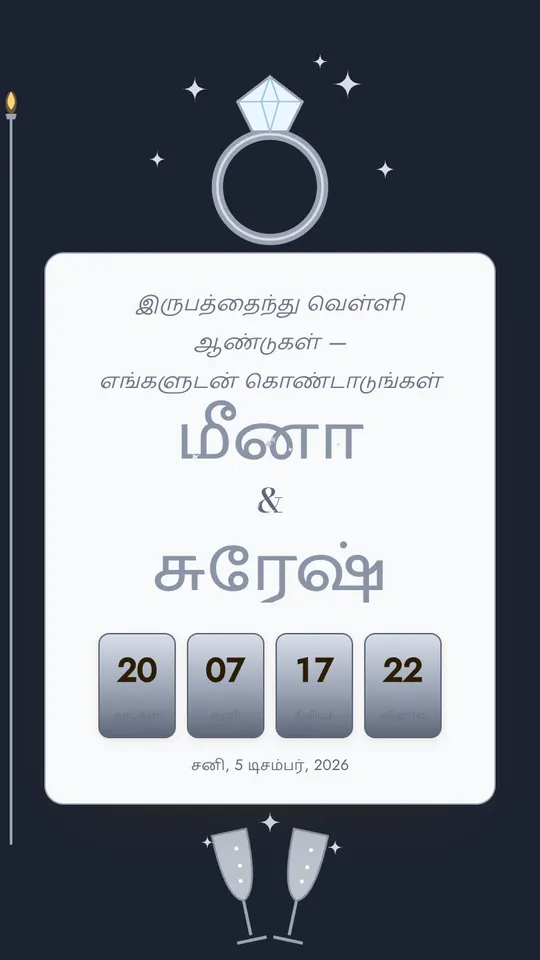 இருபத்தைந்து வெள்ளி
ஆண்டுகள் —
எங்களுடன் கொண்டாடுங்கள்
மீனா
&
சுரேஷ்
20 07 17 22
சனி, 5 டிசம்பர், 2026